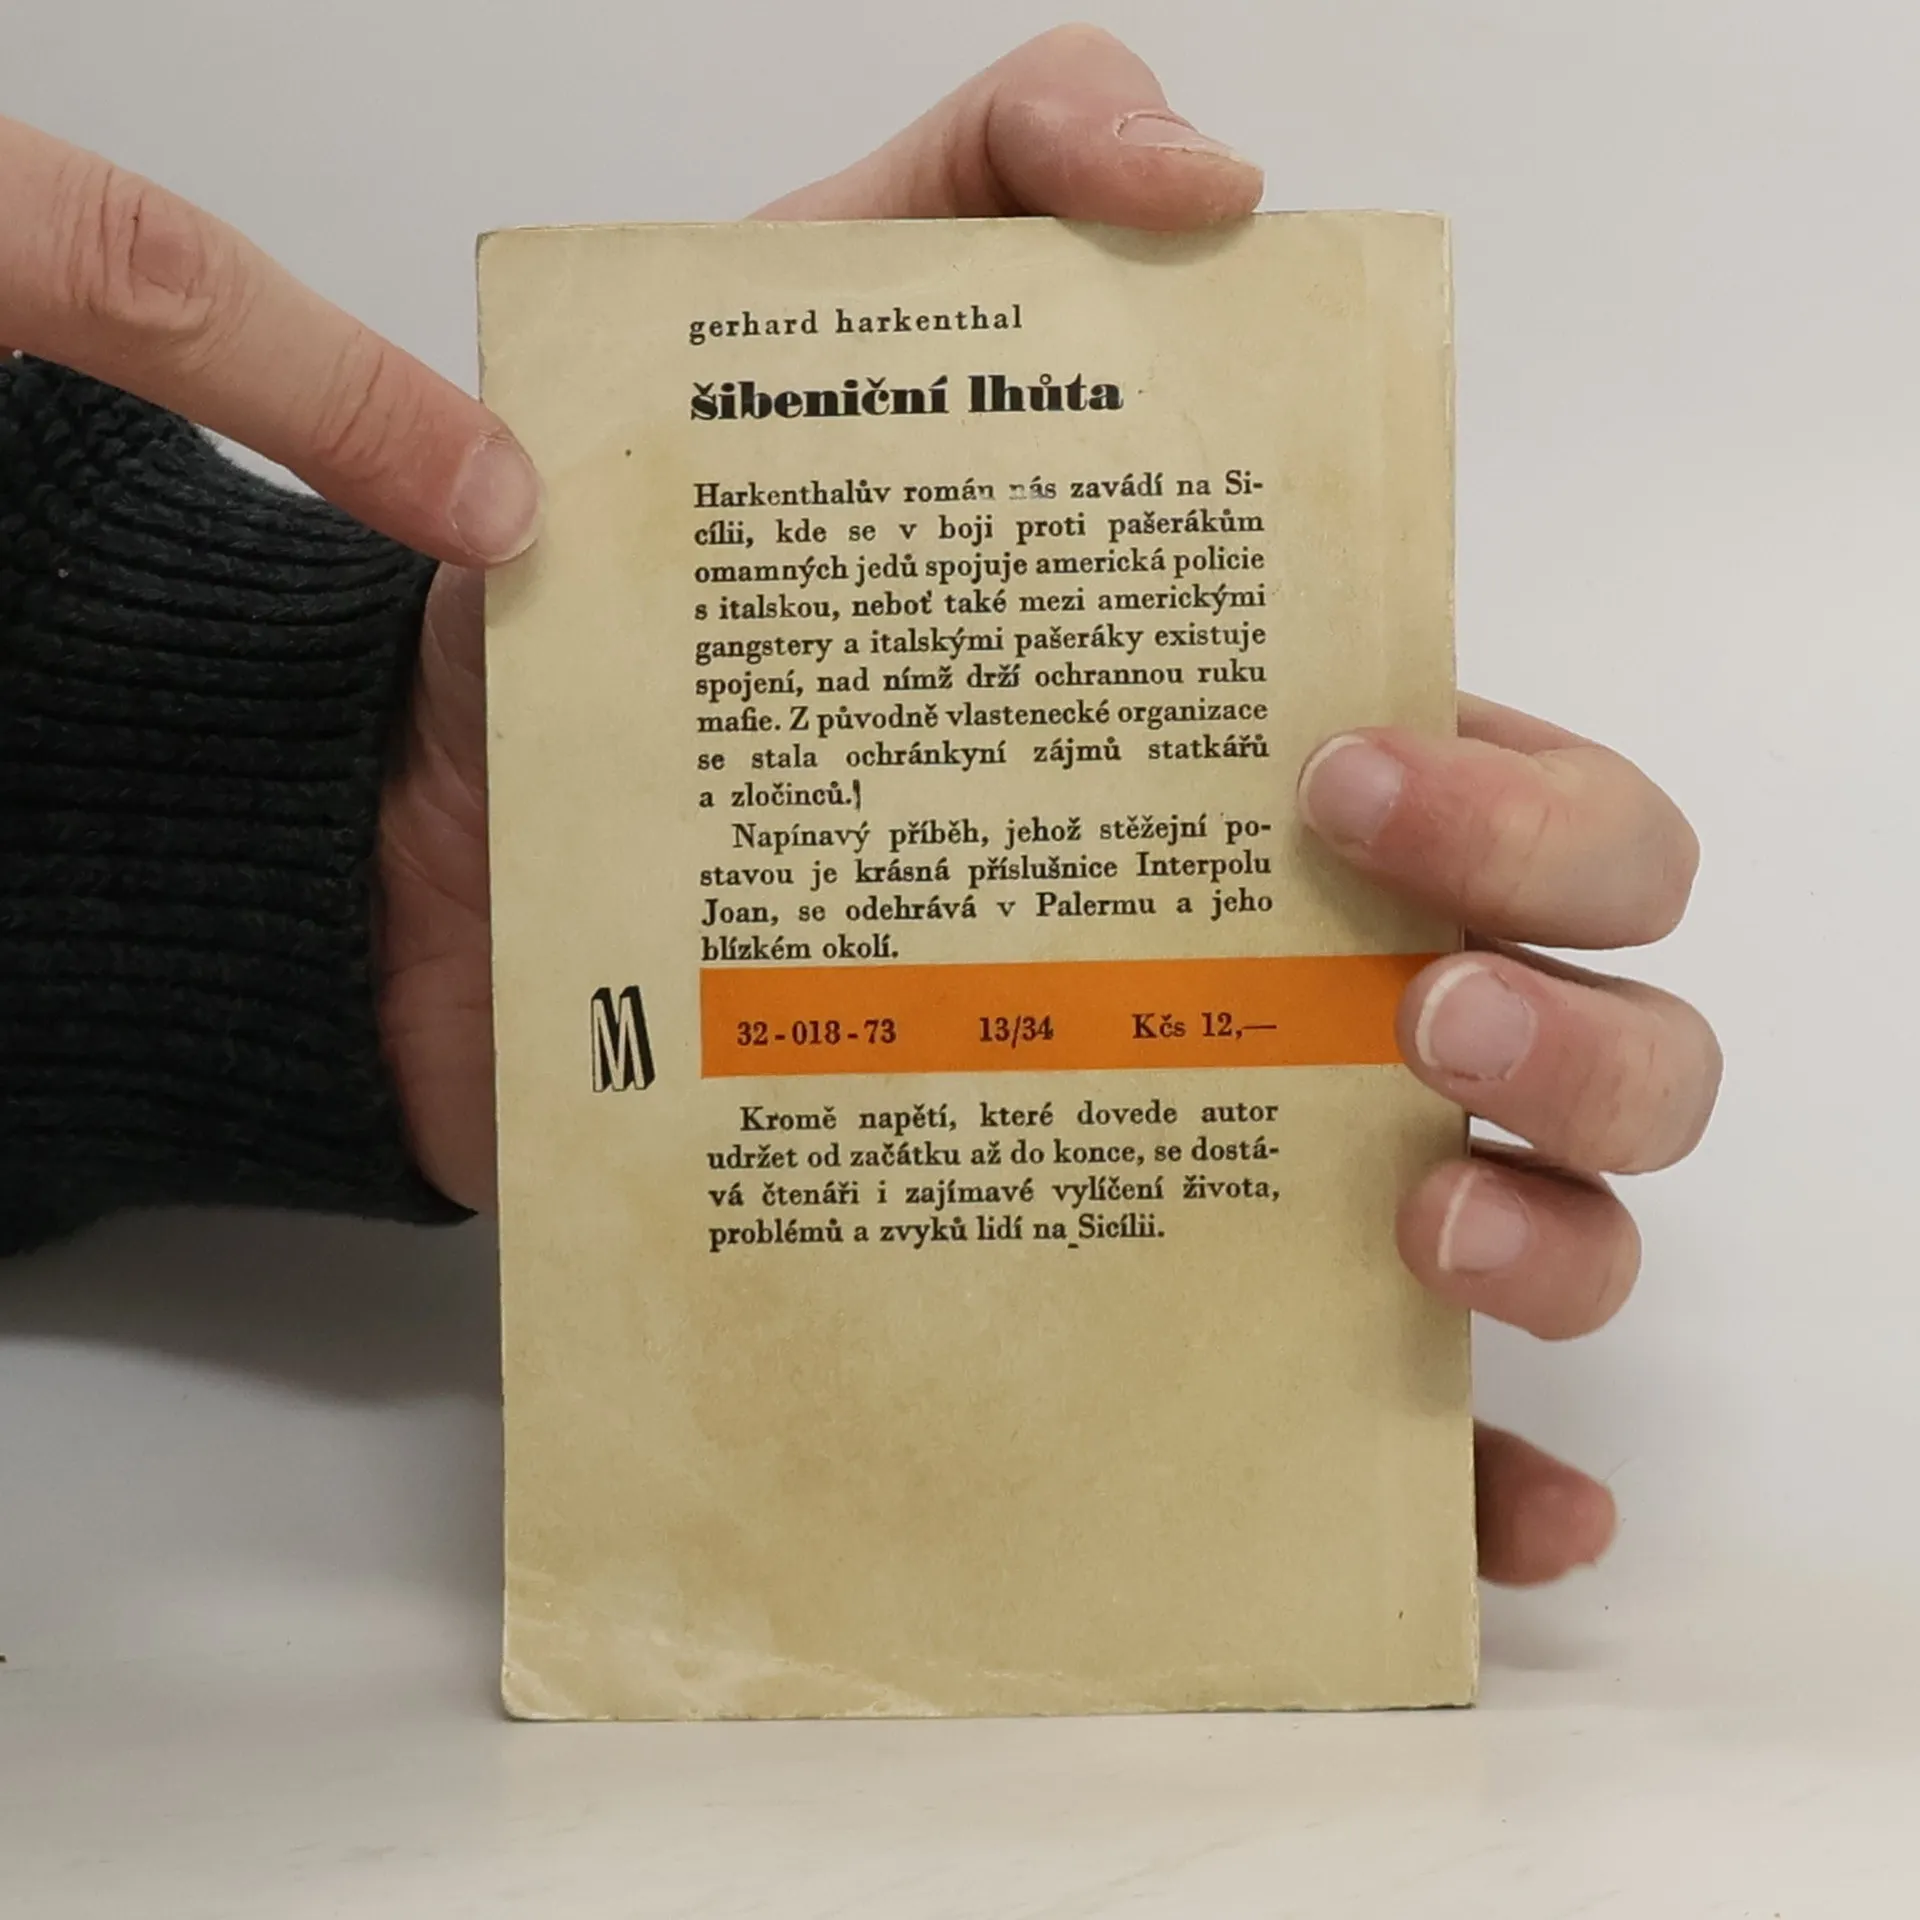 gerhard harkenthal
šibeniční lhůta
Harkenthalův román nás zavádí na Si-
cílii, kde se v boji proti pašerákům
omamných jedů spojuje americká policie
s italskou, neboť také mezi americkými
gangstery a italskými pašeráky existuje
spojení, nad nímž drží ochrannou ruku
mafie. Z původně vlastenecké organizace
se stala ochránkyní zájmů statkářů
a zločinců.
Napínavý příběh, jehož stěžejní po-
stavou je krásná příslušnice Interpolu
Joan, se odehrává v Palermu a jeho
blízkém okolí.
M
32-018-73 13/34 Kčs 12,—
Kromě napětí, které dovede autor
udržet od začátku až do konce, se dostá-
vá čtenáři i zajímavé vylíčení života,
problémů a zvyků lidí na Sicílii.